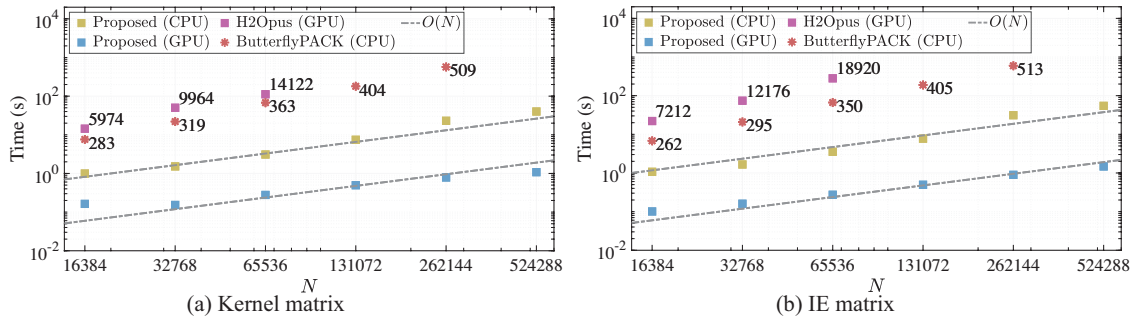 Proposed (CPU) H2Opus (GPU) O(N)
Proposed (GPU) ButterflyPACK (CPU)
10^4
10^2
10^0
10^-2
Time (s)
5974
283
9964
319
14122
363
404
509
16384 32768 65536 131072 262144 524288
N
(a) Kernel matrix
Proposed (CPU) H2Opus (GPU) O(N)
Proposed (GPU) ButterflyPACK (CPU)
10^4
10^2
10^0
10^-2
Time (s)
7212
262
12176
295
18920
350
405
513
16384 32768 65536 131072 262144 524288
N
(b) IE matrix